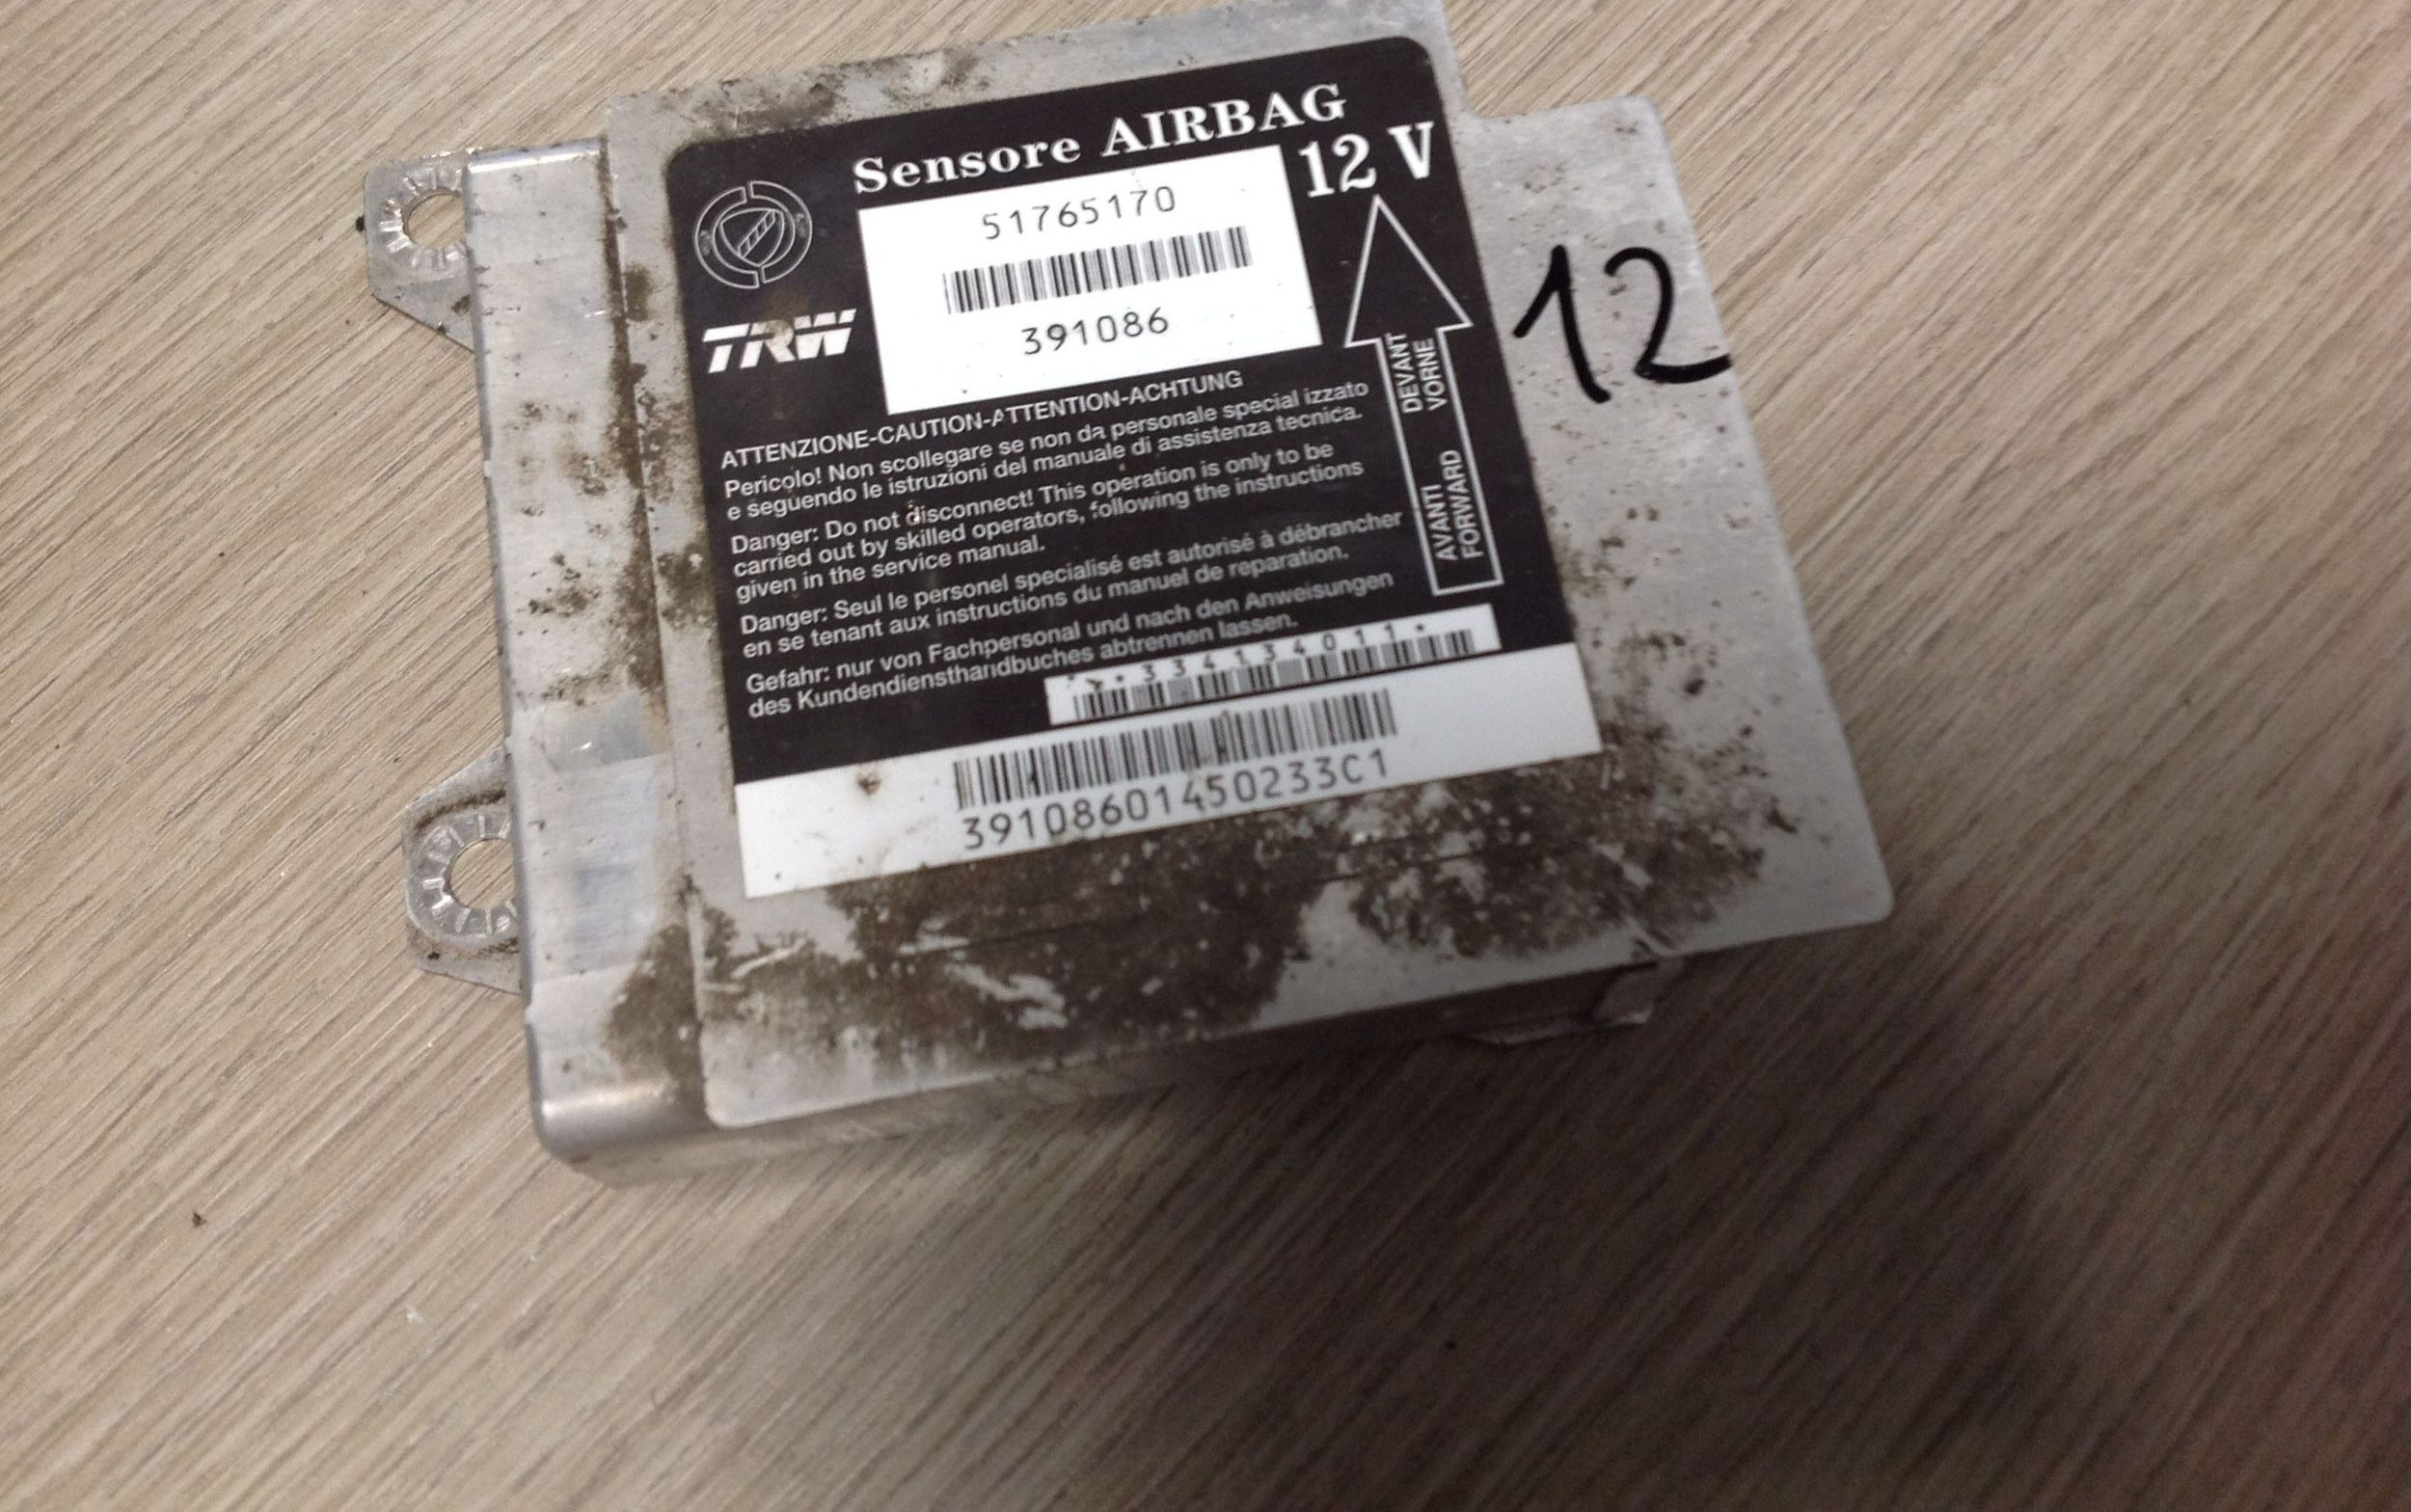 Sensore AIRBAG
12 V
51765170
391086
TRW
DEVANT
VORNE
AVANTI
FORWARD
12
ATTENZIONE-CAUTION-ATTENTION-ACHTUNG
Pericolo! Non scollegare se non da personale special izzato
e seguendo le istruzioni del manuale di assistenza tecnica.
Danger: Do not disconnect! This operation is only to be
carried out by skilled operators, following the instructions
given in the service manual.
Danger: Seul le personel specialisé est autorisé à débrancher
en se tenant aux instructions du manuel de reparation.
Gefahr: nur von Fachpersonal und nach den Anweisungen
des Kundendiensthandbuches abtrennen lassen.
334134011
39108601450233C1